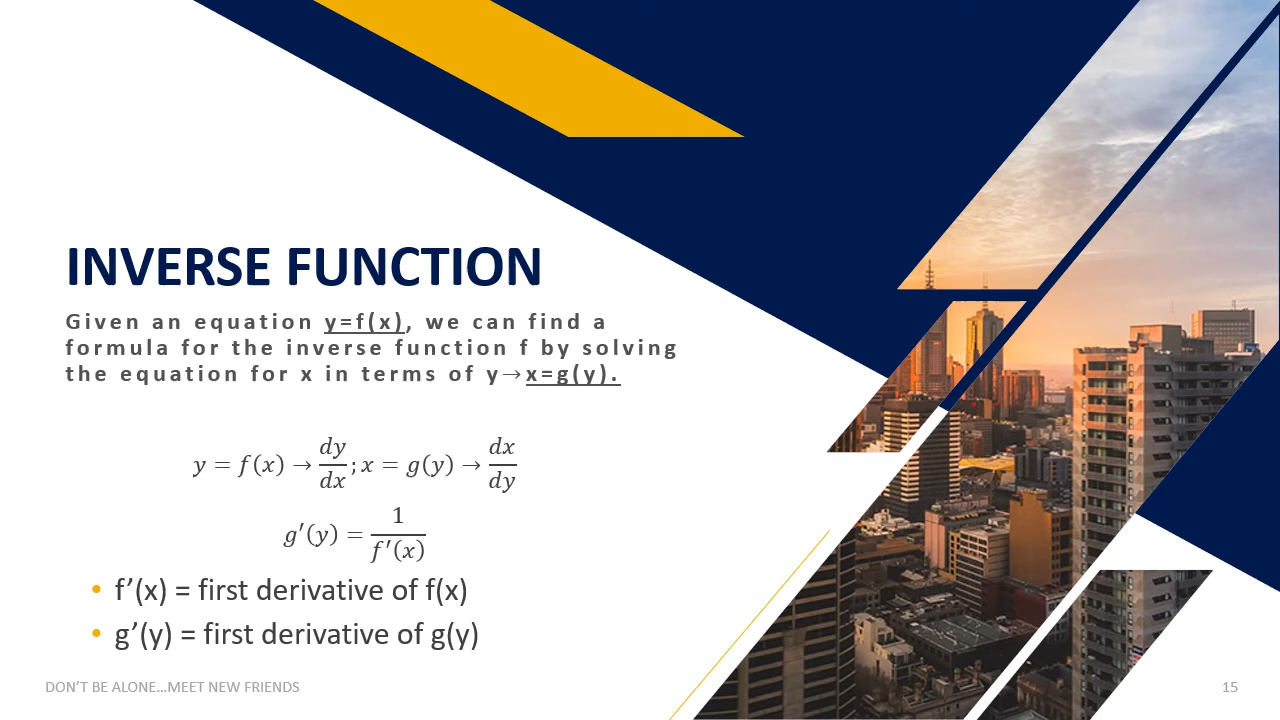 INVERSE FUNCTION
Given an equation y=f(x), we can find a
formula for the inverse function f by solving
the equation for x in terms of y→x=g(y).
y = f(x) → dy/dx ; x = g(y) → dx/dy
g′(y) = 1/f′(x)
• f’(x) = first derivative of f(x)
• g’(y) = first derivative of g(y)
DON’T BE ALONE…MEET NEW FRIENDS
15